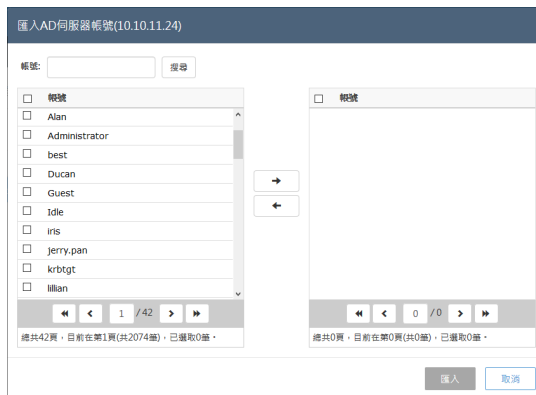 匯入AD伺服器帳號(10.10.11.24)
帳號: 搜尋
帳號
Alan
Administrator
best
Ducan
Guest
Idle
iris
jerry.pan
krbtgt
lillian
1 / 42
總共42頁，目前在第1頁(共2074筆)，已選取0筆。
帳號
0 / 0
總共0頁，目前在第0頁(共0筆)，已選取0筆。
匯入 取消